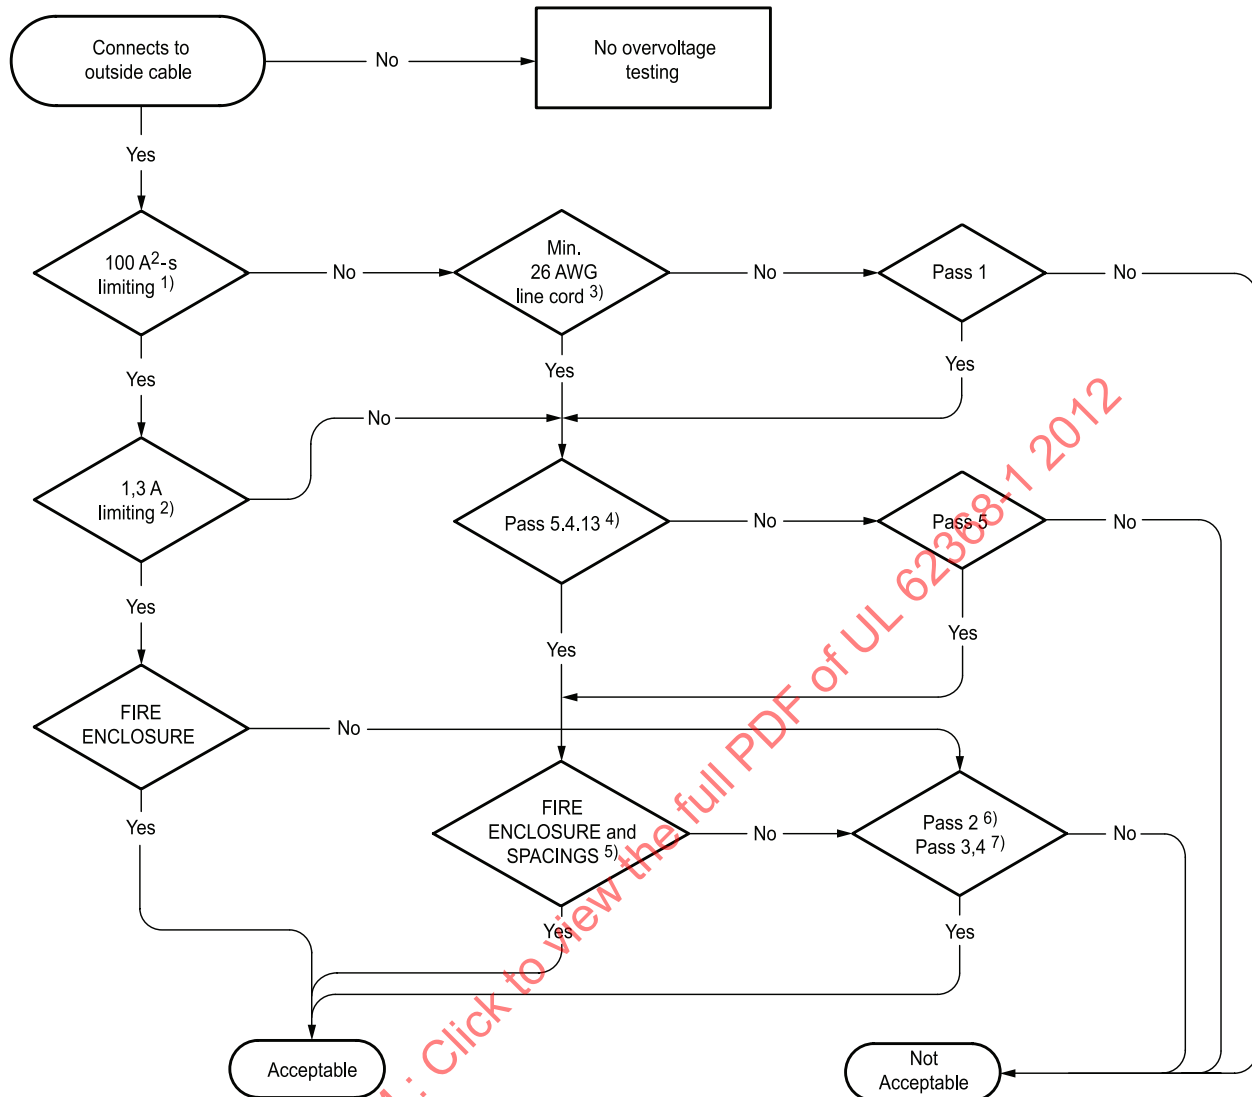 Connects to
outside cable
No
No overvoltage
testing
Yes
100 A2-s
limiting 1)
No
Min.
26 AWG
line cord 3)
No
Pass 1
No
Yes
Yes
Yes
1,3 A
limiting 2)
No
Pass 5.4.13 4)
No
Pass 5
No
Yes
Yes
Yes
FIRE
ENCLOSURE
No
FIRE
ENCLOSURE and
SPACINGS 5)
No
Pass 2 6)
Pass 3,4 7)
No
Yes
Yes
Yes
Acceptable
Not
Acceptable
: Click to view the full PDF of UL 62368-1 2012